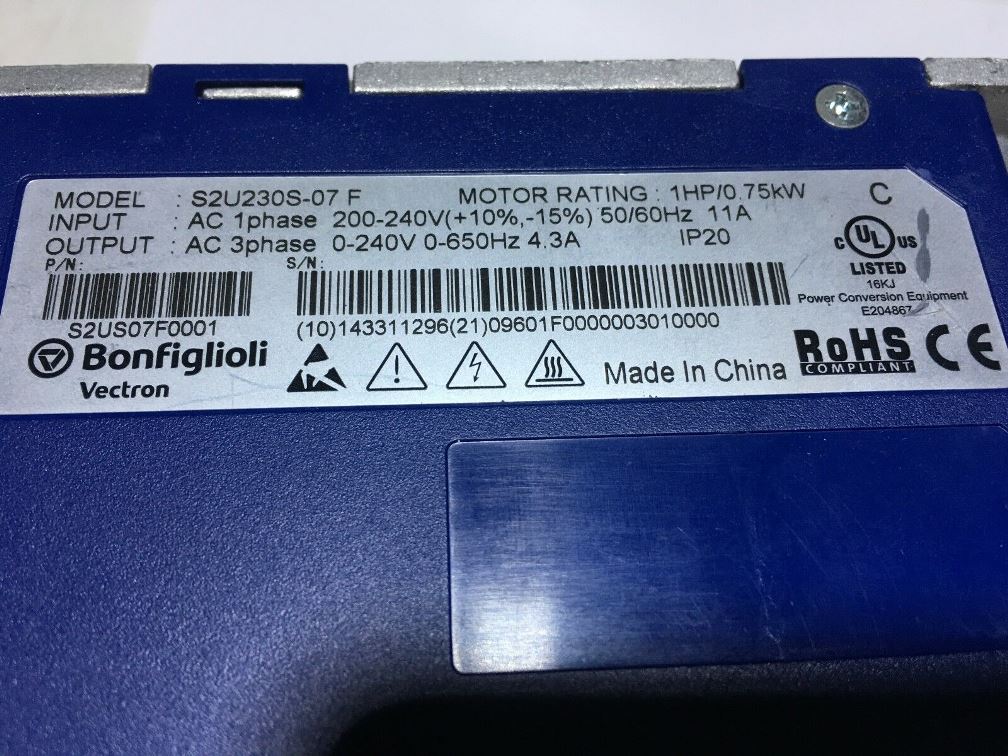 MODEL : S2U230S-07 F MOTOR RATING : 1HP/0.75kW C
INPUT : AC 1phase 200-240V(+10%,-15%) 50/60Hz 11A
OUTPUT : AC 3phase 0-240V 0-650Hz 4.3A IP20
P/N: S/N:
C UL US
LISTED
16KJ
Power Conversion Equipment
E204867
S2US07F0001 (10)143311296(21)09601F0000003010000
Bonfiglioli
Vectron
Made In China
RoHS
COMPLIANT
CE